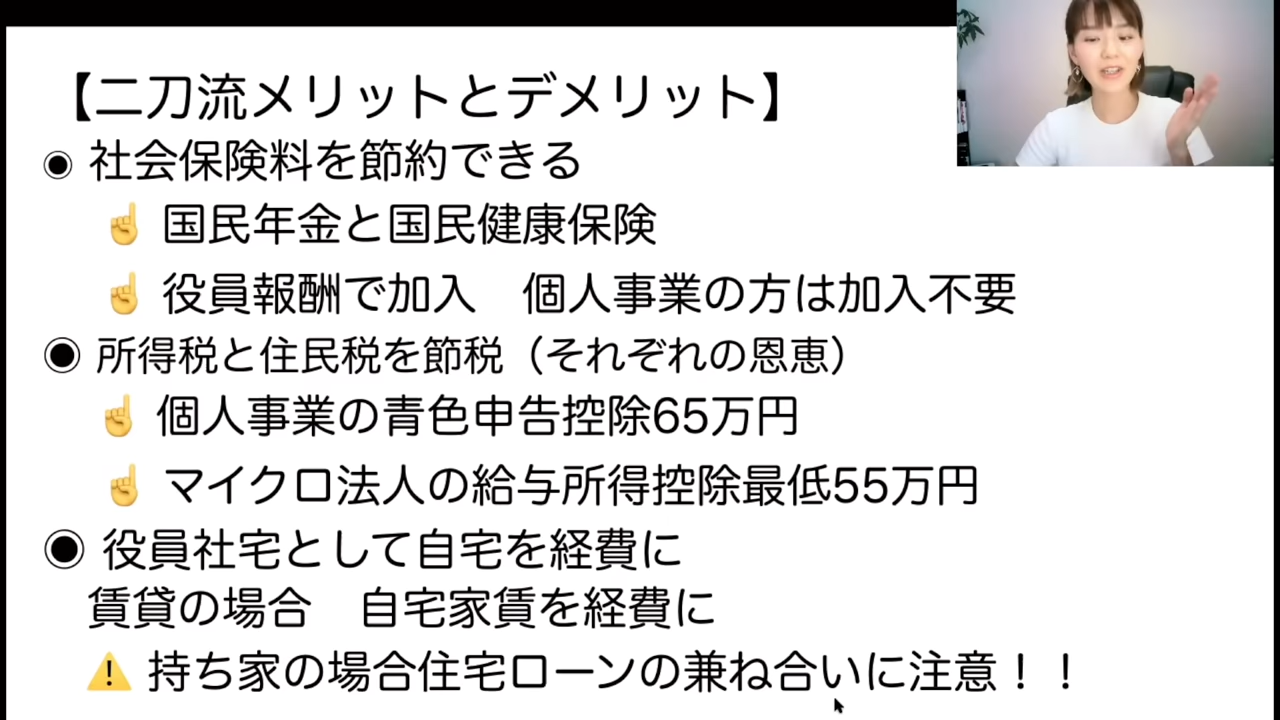 【二刀流メリットとデメリット】
◉ 社会保険料を節約できる
☝ 国民年金と国民健康保険
☝ 役員報酬で加入　個人事業の方は加入不要
◉ 所得税と住民税を節税（それぞれの恩恵）
☝ 個人事業の青色申告控除65万円
☝ マイクロ法人の給与所得控除最低55万円
◉ 役員社宅として自宅を経費に
賃貸の場合　自宅家賃を経費に
⚠ 持ち家の場合住宅ローンの兼ね合いに注意！！